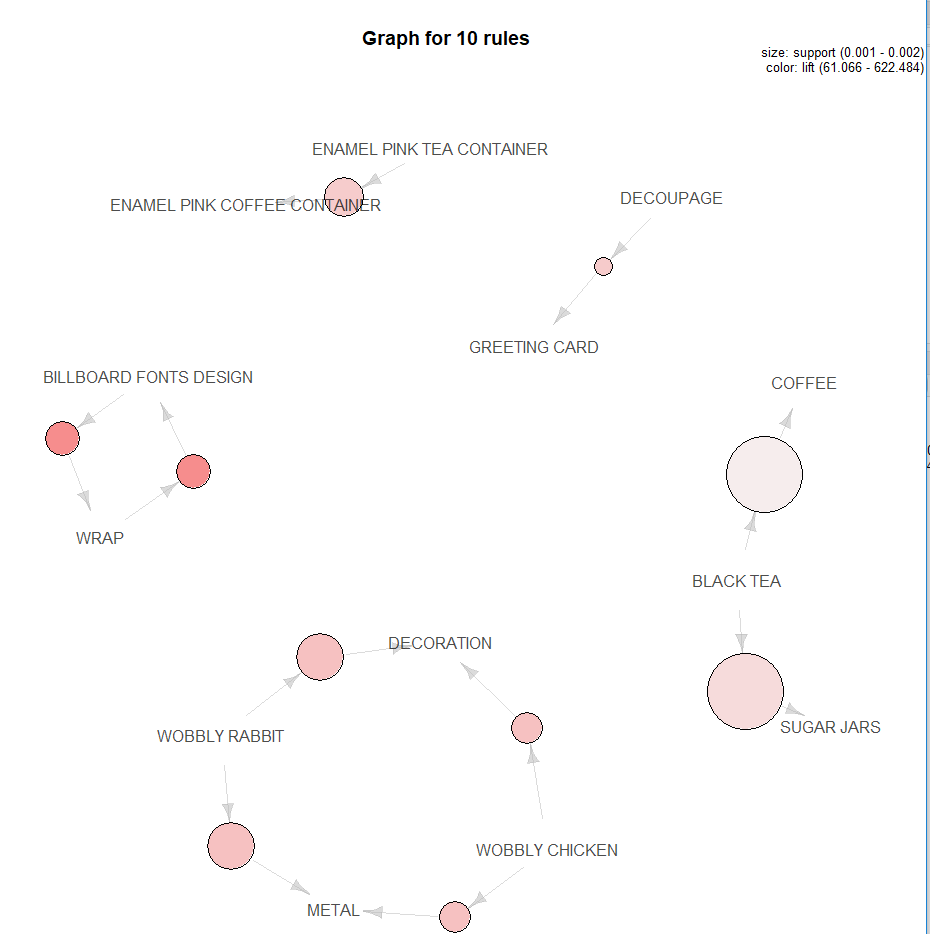 Graph for 10 rules
size: support (0.001 - 0.002)
color: lift (61.066 - 622.484)
ENAMEL PINK TEA CONTAINER
DECOUPAGE
ENAMEL PINK COFFEE CONTAINER
GREETING CARD
BILLBOARD FONTS DESIGN
COFFEE
WRAP
BLACK TEA
DECORATION
SUGAR JARS
WOBBLY RABBIT
WOBBLY CHICKEN
METAL